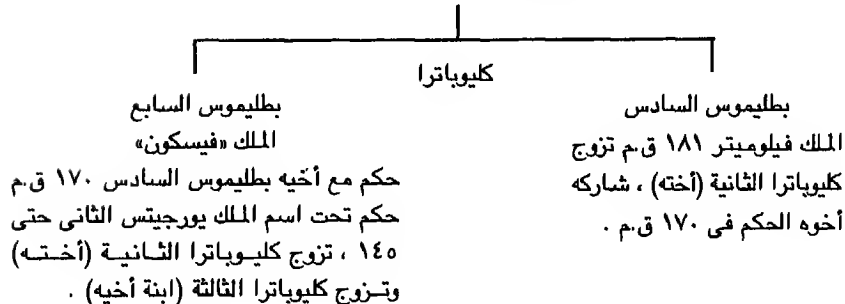 كليوباترا
بطليموس السادس
الملك فيلوميتر ١٨١ ق.م تزوج
كليوباترا الثانية (أخته) ، شاركه
أخوه الحكم فى ١٧٠ ق.م .
بطليموس السابع
الملك «فيسكون»
حكم مع أخيه بطليموس السادس ١٧٠ ق.م
حكم تحت اسم الملك يورجيتس الثانى حتى
١٤٥ ، تزوج كليوباترا الثانية (أخته)
وتزوج كليوباترا الثالثة (ابنة أخيه) .